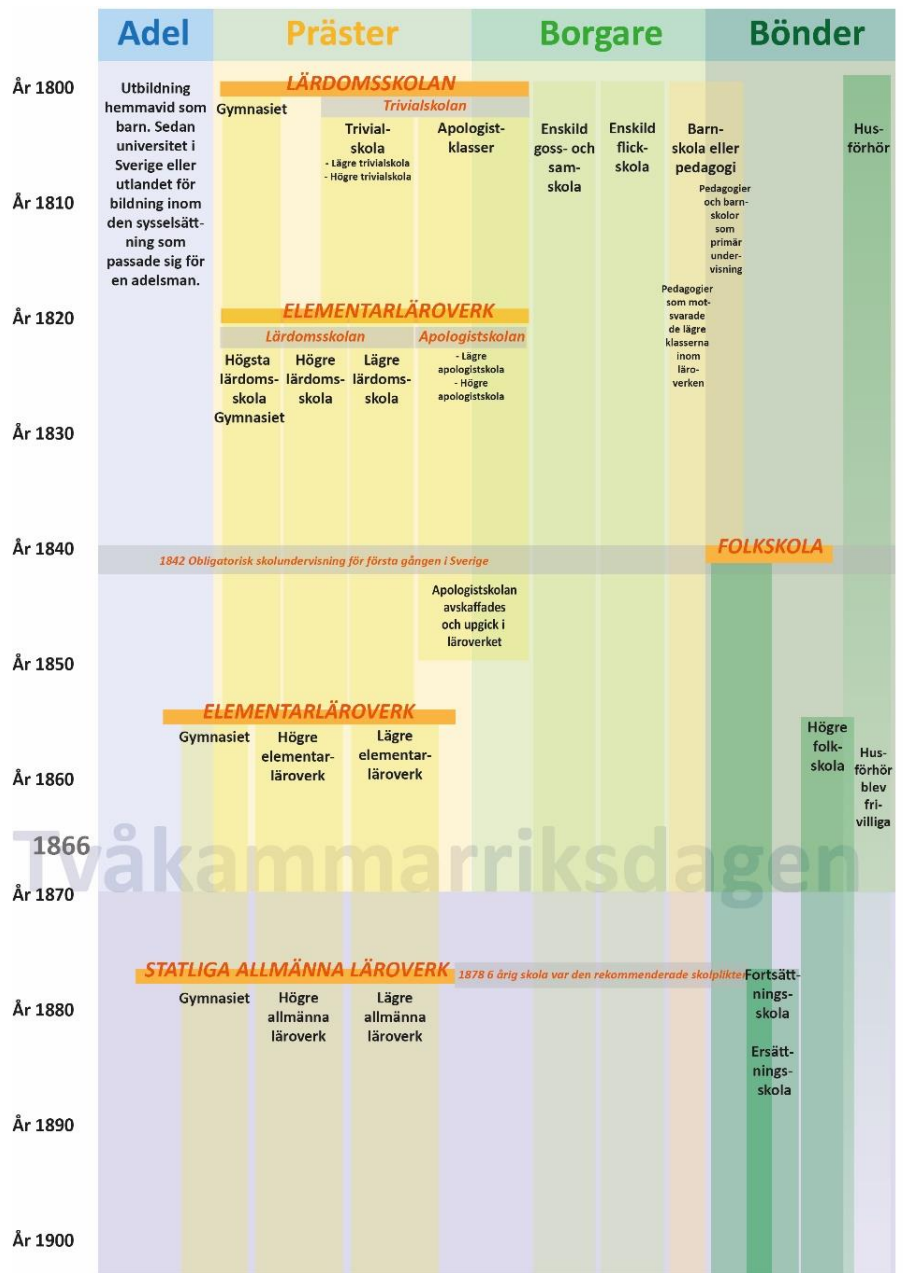 Adel
Präster
Borgare
Bönder
År 1800
År 1810
År 1820
År 1830
År 1840
År 1850
År 1860
1866
År 1870
År 1880
År 1890
År 1900
Utbildning
hemmavid som
barn. Sedan
universitet i
Sverige eller
utlandet för
bildning inom
den sysselsätt-
ning som
passade sig för
en adelsman.
LÄRDOMSSKOLAN
Gymnasiet
Trivialskolan
Trivial-
skola
- Lägre trivialskola
- Högre trivialskola
Apologist-
klasser
Enskild
goss- och
sam-
skola
Enskild
flick-
skola
Barn-
skola eller
pedagogi
Pedagogier
och barn-
skolor
som
primär
under-
visning
Pedagogier
som mot-
svarade
de lägre
klasserna
inom
läro-
verken
Hus-
förhör
ELEMENTARLÄROVERK
Lärdomsskolan
Apologistskolan
Högsta
lärdoms-
skola
Gymnasiet
Högre
lärdoms-
skola
Lägre
lärdoms-
skola
- Lägre
apologistskola
- Högre
apologistskola
1842 Obligatorisk skolundervisning för första gången i Sverige
FOLKSKOLA
Apologistskolan
avskaffades
och upgick i
läroverket
ELEMENTARLÄROVERK
Gymnasiet
Högre
elementar-
läroverk
Lägre
elementar-
läroverk
Högre
folk-
skola
Hus-
förhör
blev
fri-
villiga
Tvåkammarriksdagen
STATLIGA ALLMÄNNA LÄROVERK
1878 6 årig skola var den rekommenderade skolplikten
Gymnasiet
Högre
allmänna
läroverk
Lägre
allmänna
läroverk
Fortsätt-
nings-
skola
Ersätt-
nings-
skola